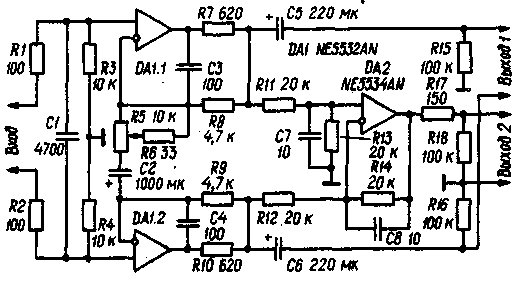 R7 620
C5 220 мк
DA1 NE5532AN
R1
100
R3
10 к
DA1.1
C3
100
DA2
NE5534AN
R15
100 к
Выход 1
R17
150
R11 20 к
R5 10 к
R8
4,7 к
C1
4700
Вход
R6 33
C7
10
R13
20 к
R18
100 к
Выход 2
C2
1000 мк
R9
4,7 к
R14
20 к
R2
100
R4
10 к
DA1.2
C4
100
R12 20 к
R16
100 к
C8 10
R10 620
C6 220 мк